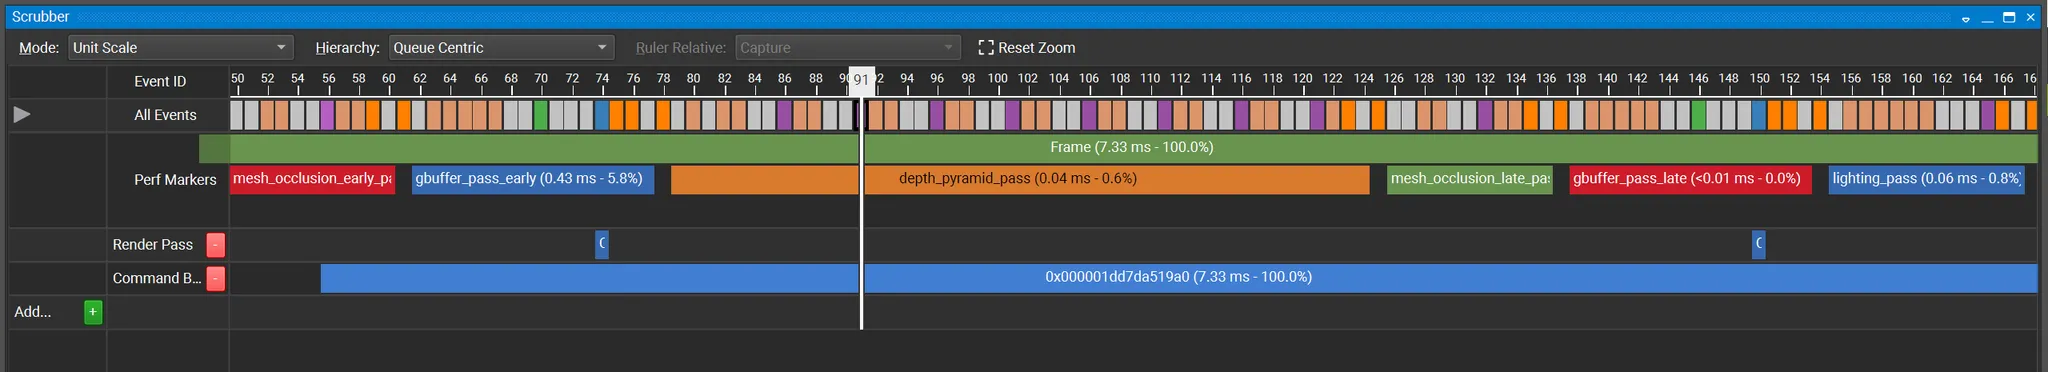 Scrubber
Mode: Unit Scale Hierarchy: Queue Centric Ruler Relative: Capture Reset Zoom
Event ID 50 52 54 56 58 60 62 64 66 68 70 72 74 76 78 80 82 84 86 88 90 91 92 94 96 98 100 102 104 106 108 110 112 114 116 118 120 122 124 126 128 130 132 134 136 138 140 142 144 146 148 150 152 154 156 158 160 162 164 166 16
All Events
Frame (7.33 ms - 100.0%)
Perf Markers mesh_occlusion_early_pa gbuffer_pass_early (0.43 ms - 5.8%) depth_pyramid_pass (0.04 ms - 0.6%) mesh_occlusion_late_pas gbuffer_pass_late (<0.01 ms - 0.0%) lighting_pass (0.06 ms - 0.8%)
Render Pass -
Command B... - 0x000001dd7da519a0 (7.33 ms - 100.0%)
Add... +